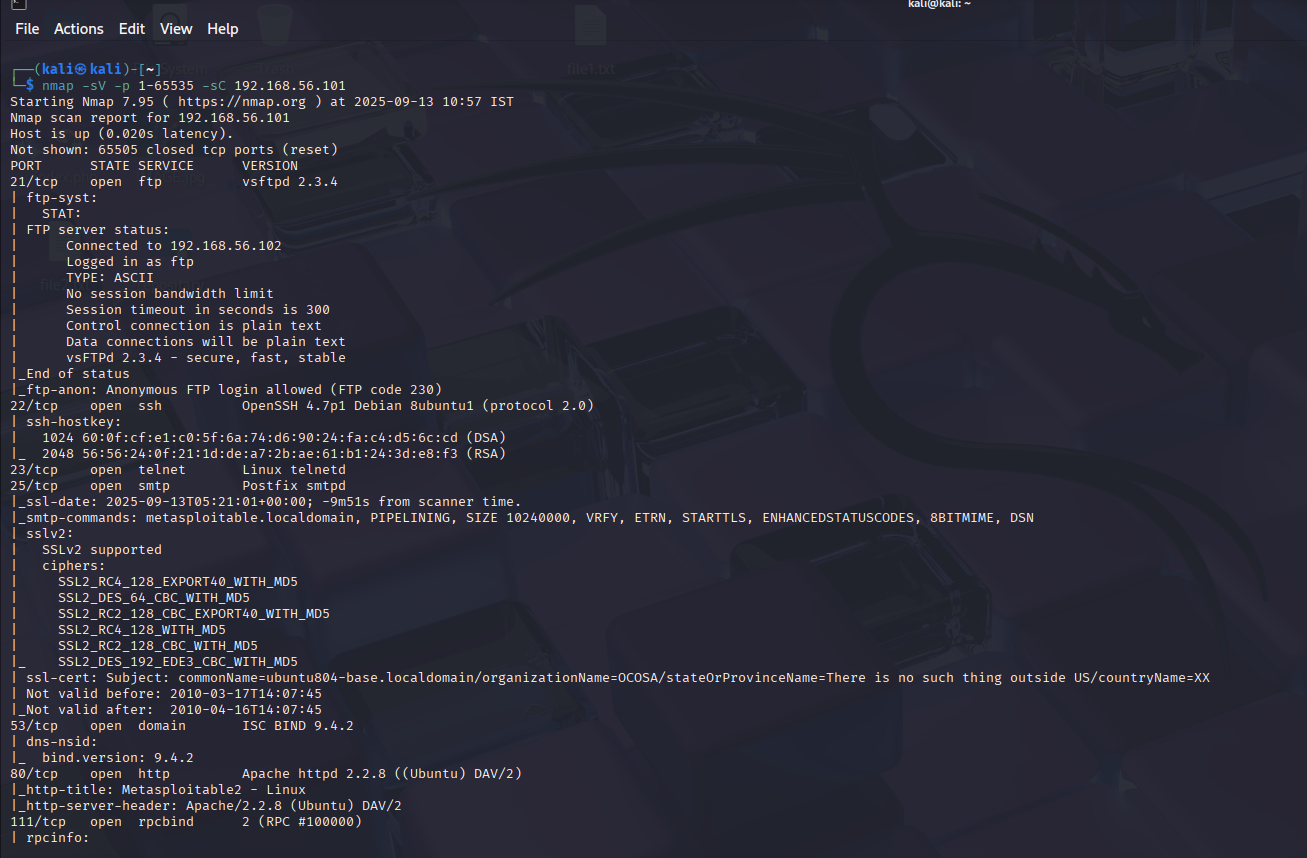 kali@kali: ~
File Actions Edit View Help
file1.txt
┌──(kali㉿kali)-[~]
└─$ nmap -sV -p 1-65535 -sC 192.168.56.101
Starting Nmap 7.95 ( https://nmap.org ) at 2025-09-13 10:57 IST
Nmap scan report for 192.168.56.101
Host is up (0.020s latency).
Not shown: 65505 closed tcp ports (reset)
PORT      STATE SERVICE      VERSION
21/tcp    open  ftp          vsftpd 2.3.4
| ftp-syst:
|   STAT:
| FTP server status:
|      Connected to 192.168.56.102
|      Logged in as ftp
|      TYPE: ASCII
|      No session bandwidth limit
|      Session timeout in seconds is 300
|      Control connection is plain text
|      Data connections will be plain text
|      vsFTPd 2.3.4 - secure, fast, stable
|_End of status
|_ftp-anon: Anonymous FTP login allowed (FTP code 230)
22/tcp    open  ssh          OpenSSH 4.7p1 Debian 8ubuntu1 (protocol 2.0)
| ssh-hostkey:
|   1024 60:0f:cf:e1:c0:5f:6a:74:d6:90:24:fa:c4:d5:6c:cd (DSA)
|_  2048 56:56:24:0f:21:1d:de:a7:2b:ae:61:b1:24:3d:e8:f3 (RSA)
23/tcp    open  telnet       Linux telnetd
25/tcp    open  smtp         Postfix smtpd
|_ssl-date: 2025-09-13T05:21:01+00:00; -9m51s from scanner time.
|_smtp-commands: metasploitable.localdomain, PIPELINING, SIZE 10240000, VRFY, ETRN, STARTTLS, ENHANCEDSTATUSCODES, 8BITMIME, DSN
| sslv2:
|   SSLv2 supported
|   ciphers:
|     SSL2_RC4_128_EXPORT40_WITH_MD5
|     SSL2_DES_64_CBC_WITH_MD5
|     SSL2_RC2_128_CBC_EXPORT40_WITH_MD5
|     SSL2_RC4_128_WITH_MD5
|     SSL2_RC2_128_CBC_WITH_MD5
|_    SSL2_DES_192_EDE3_CBC_WITH_MD5
| ssl-cert: Subject: commonName=ubuntu804-base.localdomain/organizationName=OCOSA/stateOrProvinceName=There is no such thing outside US/countryName=XX
| Not valid before: 2010-03-17T14:07:45
|_Not valid after:  2010-04-16T14:07:45
53/tcp    open  domain       ISC BIND 9.4.2
| dns-nsid:
|_  bind.version: 9.4.2
80/tcp    open  http         Apache httpd 2.2.8 ((Ubuntu) DAV/2)
|_http-title: Metasploitable2 - Linux
|_http-server-header: Apache/2.2.8 (Ubuntu) DAV/2
111/tcp   open  rpcbind      2 (RPC #100000)
| rpcinfo: